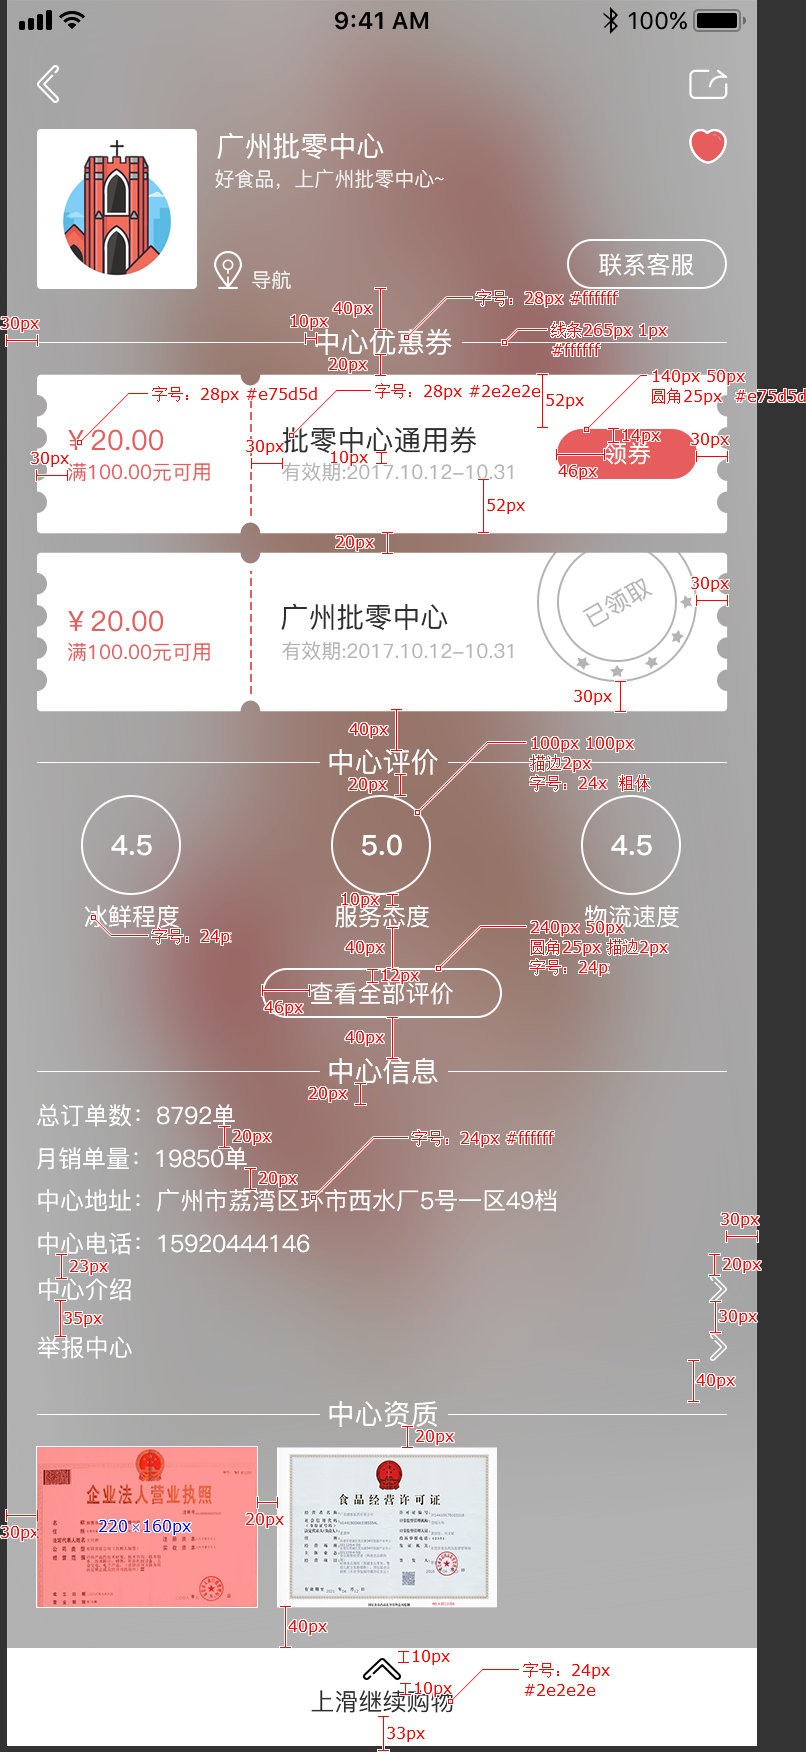 9:41 AM
100%
广州批零中心
好食品，上广州批零中心~
导航
联系客服
40px
字号：28px #ffffff
30px
10px
线条265px 1px
#ffffff
中心优惠券
20px
140px 50px
圆角25px #e75d5d
字号：28px #e75d5d
字号：28px #2e2e2e
52px
¥20.00
批零中心通用券
14px
30px
30px
30px
10px
领券
46px
满100.00元可用
有效期:2017.10.12-10.31
52px
20px
已领取
30px
¥20.00
广州批零中心
满100.00元可用
有效期:2017.10.12-10.31
30px
40px
100px 100px
描边2px
字号：24x 粗体
中心评价
20px
4.5
5.0
4.5
10px
冰鲜程度
服务态度
物流速度
字号：24p
40px
240px 50px
圆角25px 描边2px
字号：24p
12px
查看全部评价
46px
40px
中心信息
20px
总订单数：8792单
20px
字号：24px #ffffff
月销单量：19850单
20px
中心地址：广州市荔湾区环市西水厂5号一区49档
中心电话：15920444146
30px
23px
20px
中心介绍
35px
30px
举报中心
40px
中心资质
20px
企业法人营业执照
220×160px
食品经营许可证
30px
20px
40px
10px
10px
字号：24px
#2e2e2e
上滑继续购物
33px